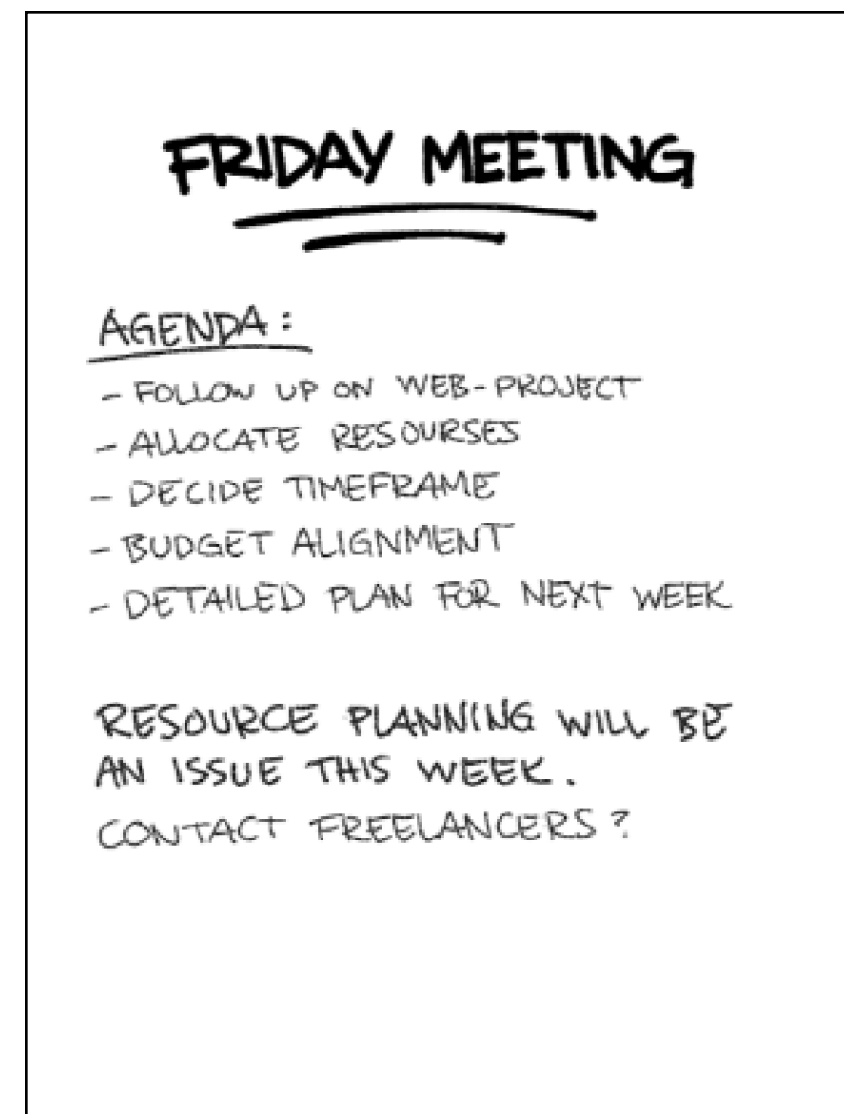 FRIDAY MEETING
AGENDA:
- FOLLOW UP ON WEB-PROJECT
- ALLOCATE RESOURSES
- DECIDE TIMEFRAME
- BUDGET ALIGNMENT
- DETAILED PLAN FOR NEXT WEEK
RESOURCE PLANNING WILL BE
AN ISSUE THIS WEEK.
CONTACT FREELANCERS?